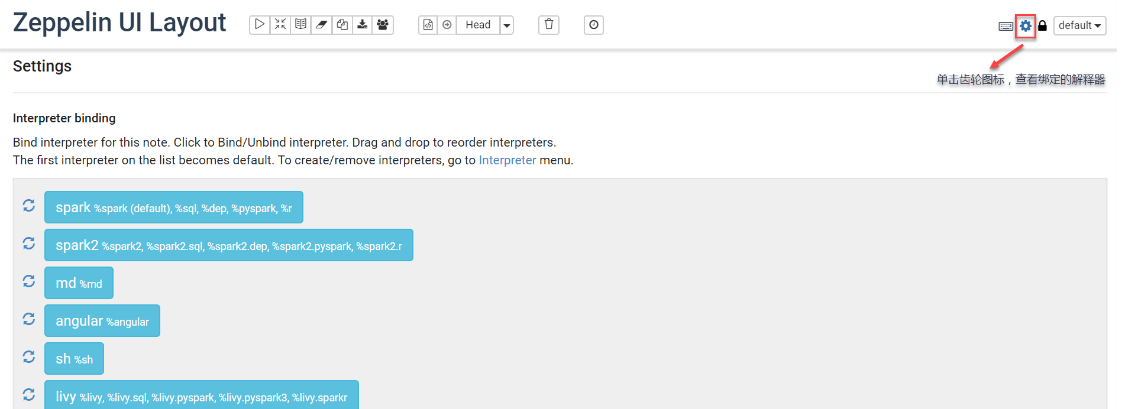 Zeppelin UI Layout
Head
default
单击齿轮图标，查看绑定的解释器
Settings
Interpreter binding
Bind interpreter for this note. Click to Bind/Unbind interpreter. Drag and drop to reorder interpreters.
The first interpreter on the list becomes default. To create/remove interpreters, go to Interpreter menu.
spark %spark (default), %sql, %dep, %pyspark, %r
spark2 %spark2, %spark2.sql, %spark2.dep, %spark2.pyspark, %spark2.r
md %md
angular %angular
sh %sh
livy %livy, %livy.sql, %livy.pyspark, %livy.pyspark3, %livy.sparkr